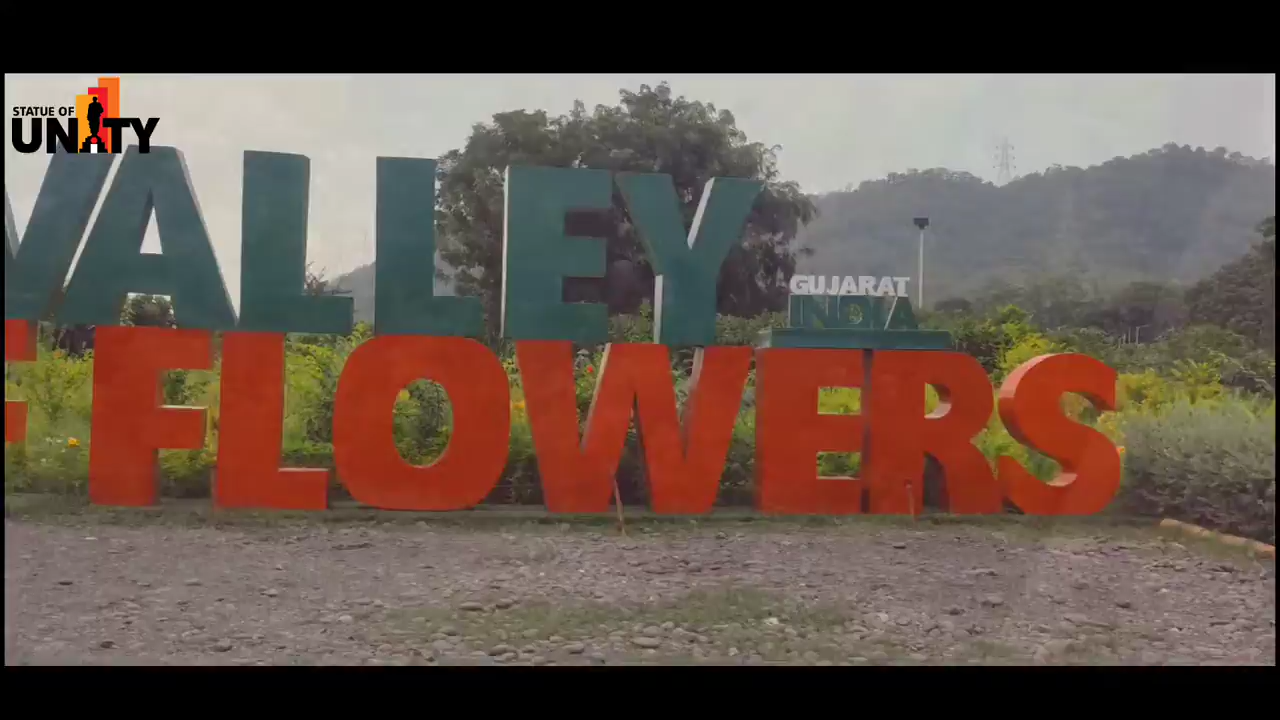 STATUE OF
UNITY
VALLEY
GUJARAT
INDIA
F FLOWERS